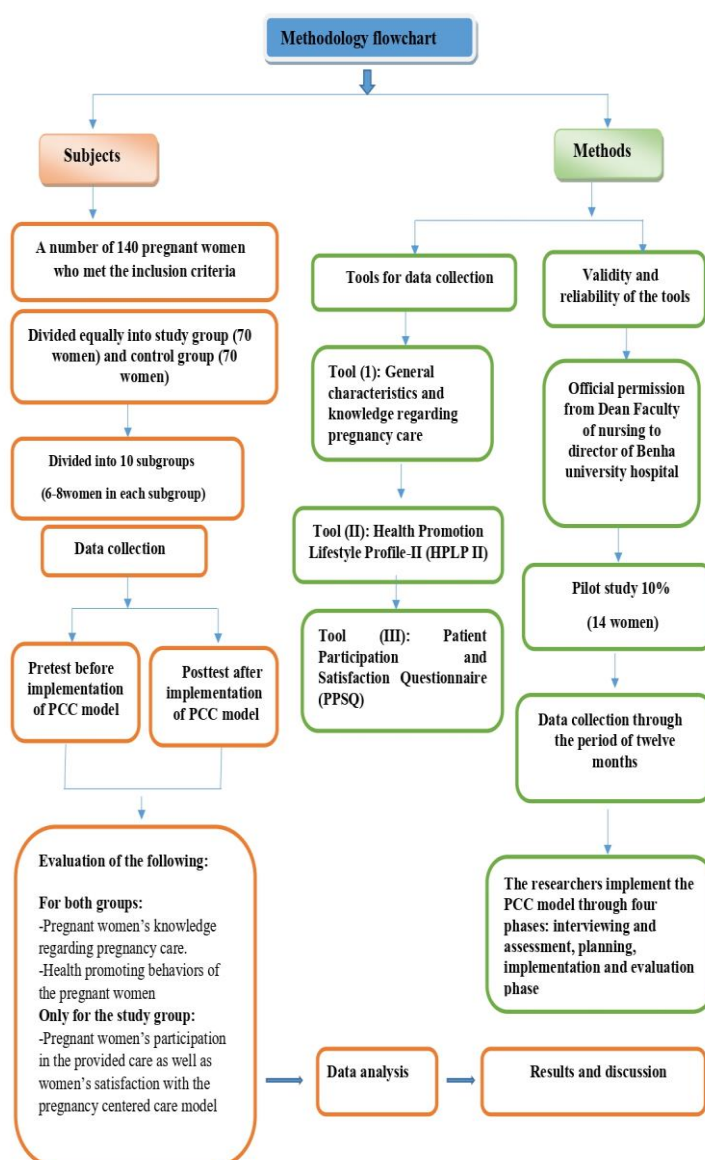 Methodology flowchart
Subjects
Methods
A number of 140 pregnant women
who met the inclusion criteria
Divided equally into study group (70
women) and control group (70
women)
Divided into 10 subgroups
(6-8women in each subgroup)
Data collection
Pretest before
implementation
of PCC model
Posttest after
implementation
of PCC model
Evaluation of the following:
For both groups:
-Pregnant women’s knowledge
regarding pregnancy care.
-Health promoting behaviors of
the pregnant women
Only for the study group:
-Pregnant women’s participation
in the provided care as well as
women’s satisfaction with the
pregnancy centered care model
Tools for data collection
Tool (1): General
characteristics and
knowledge regarding
pregnancy care
Tool (II): Health Promotion
Lifestyle Profile-II (HPLP II)
Tool (III): Patient
Participation and
Satisfaction Questionnaire
(PPSQ)
Validity and
reliability of the tools
Official permission
from Dean Faculty
of nursing to
director of Benha
university hospital
Pilot study 10%
(14 women)
Data collection through
the period of twelve
months
The researchers implement the
PCC model through four
phases: interviewing and
assessment, planning,
implementation and evaluation
phase
Data analysis
Results and discussion